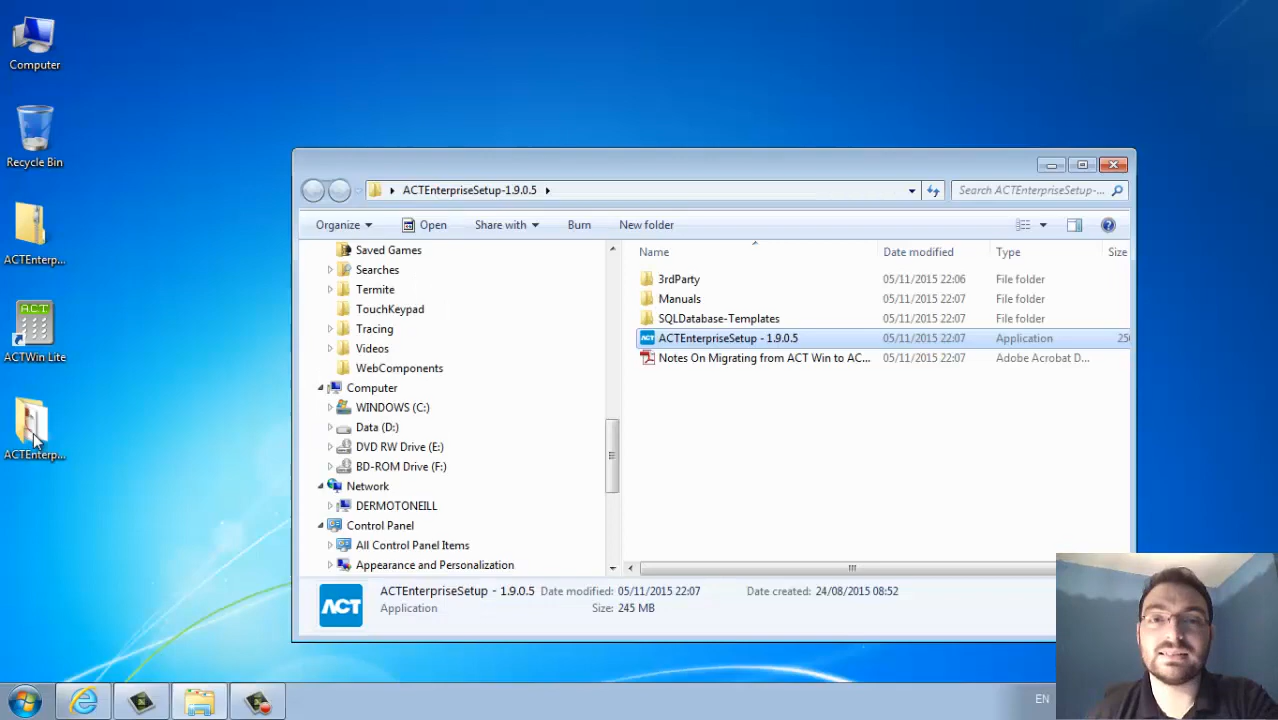 Computer
Recycle Bin
ACTEnterp...
ACT
ACTWin Lite
ACTEnterp...
ACTEnterpriseSetup-1.9.0.5
Search ACTEnterpriseSetup-...
Organize Open Share with Burn New folder
Name Date modified Type Size
Saved Games
Searches
Termite
TouchKeypad
Tracing
Videos
WebComponents
Computer
WINDOWS (C:)
Data (D:)
DVD RW Drive (E:)
BD-ROM Drive (F:)
Network
DERMOTONEILL
Control Panel
All Control Panel Items
Appearance and Personalization
3rdParty 05/11/2015 22:06 File folder
Manuals 05/11/2015 22:07 File folder
SQLDatabase-Templates 05/11/2015 22:07 File folder
ACTEnterpriseSetup - 1.9.0.5 05/11/2015 22:07 Application
Notes On Migrating from ACT Win to AC... 05/11/2015 22:07 Adobe Acrobat D...
ACT
ACTEnterpriseSetup - 1.9.0.5 Date modified: 05/11/2015 22:07 Date created: 24/08/2015 08:52
Application Size: 245 MB
EN